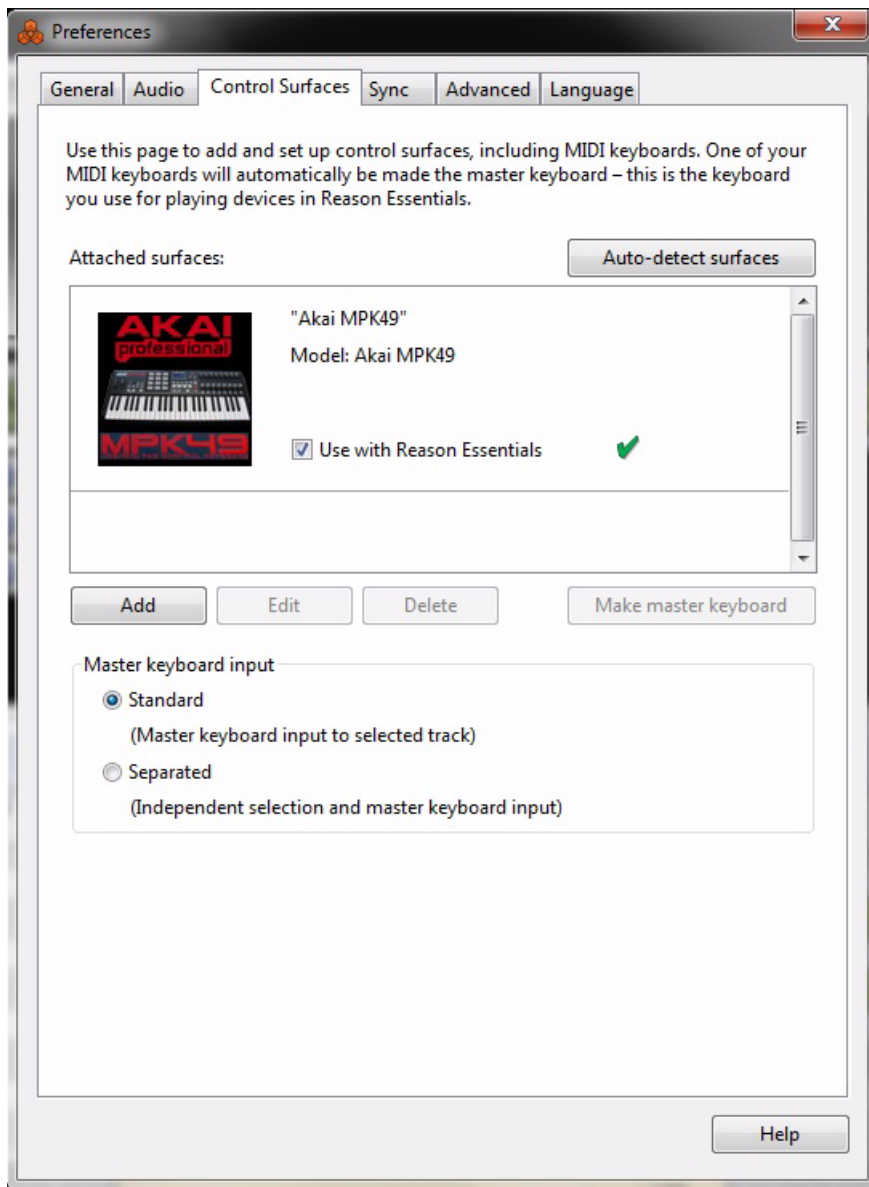 Preferences
General Audio Control Surfaces Sync Advanced Language
Use this page to add and set up control surfaces, including MIDI keyboards. One of your
MIDI keyboards will automatically be made the master keyboard – this is the keyboard
you use for playing devices in Reason Essentials.
Attached surfaces:
Auto-detect surfaces
AKAI
professional
MPK49
"Akai MPK49"
Model: Akai MPK49
Use with Reason Essentials
Add Edit Delete Make master keyboard
Master keyboard input
Standard
(Master keyboard input to selected track)
Separated
(Independent selection and master keyboard input)
Help